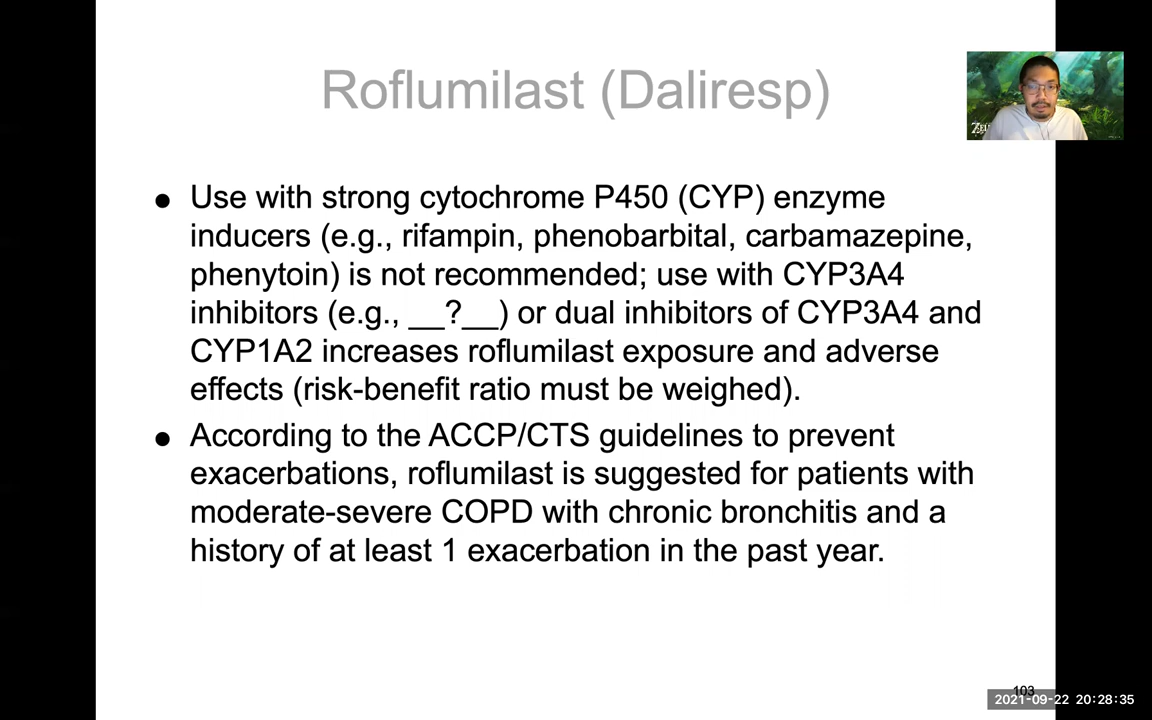 Roflumilast (Daliresp)
● Use with strong cytochrome P450 (CYP) enzyme
inducers (e.g., rifampin, phenobarbital, carbamazepine,
phenytoin) is not recommended; use with CYP3A4
inhibitors (e.g., __?__) or dual inhibitors of CYP3A4 and
CYP1A2 increases roflumilast exposure and adverse
effects (risk-benefit ratio must be weighed).
● According to the ACCP/CTS guidelines to prevent
exacerbations, roflumilast is suggested for patients with
moderate-severe COPD with chronic bronchitis and a
history of at least 1 exacerbation in the past year.
103
2021-09-22 20:28:35